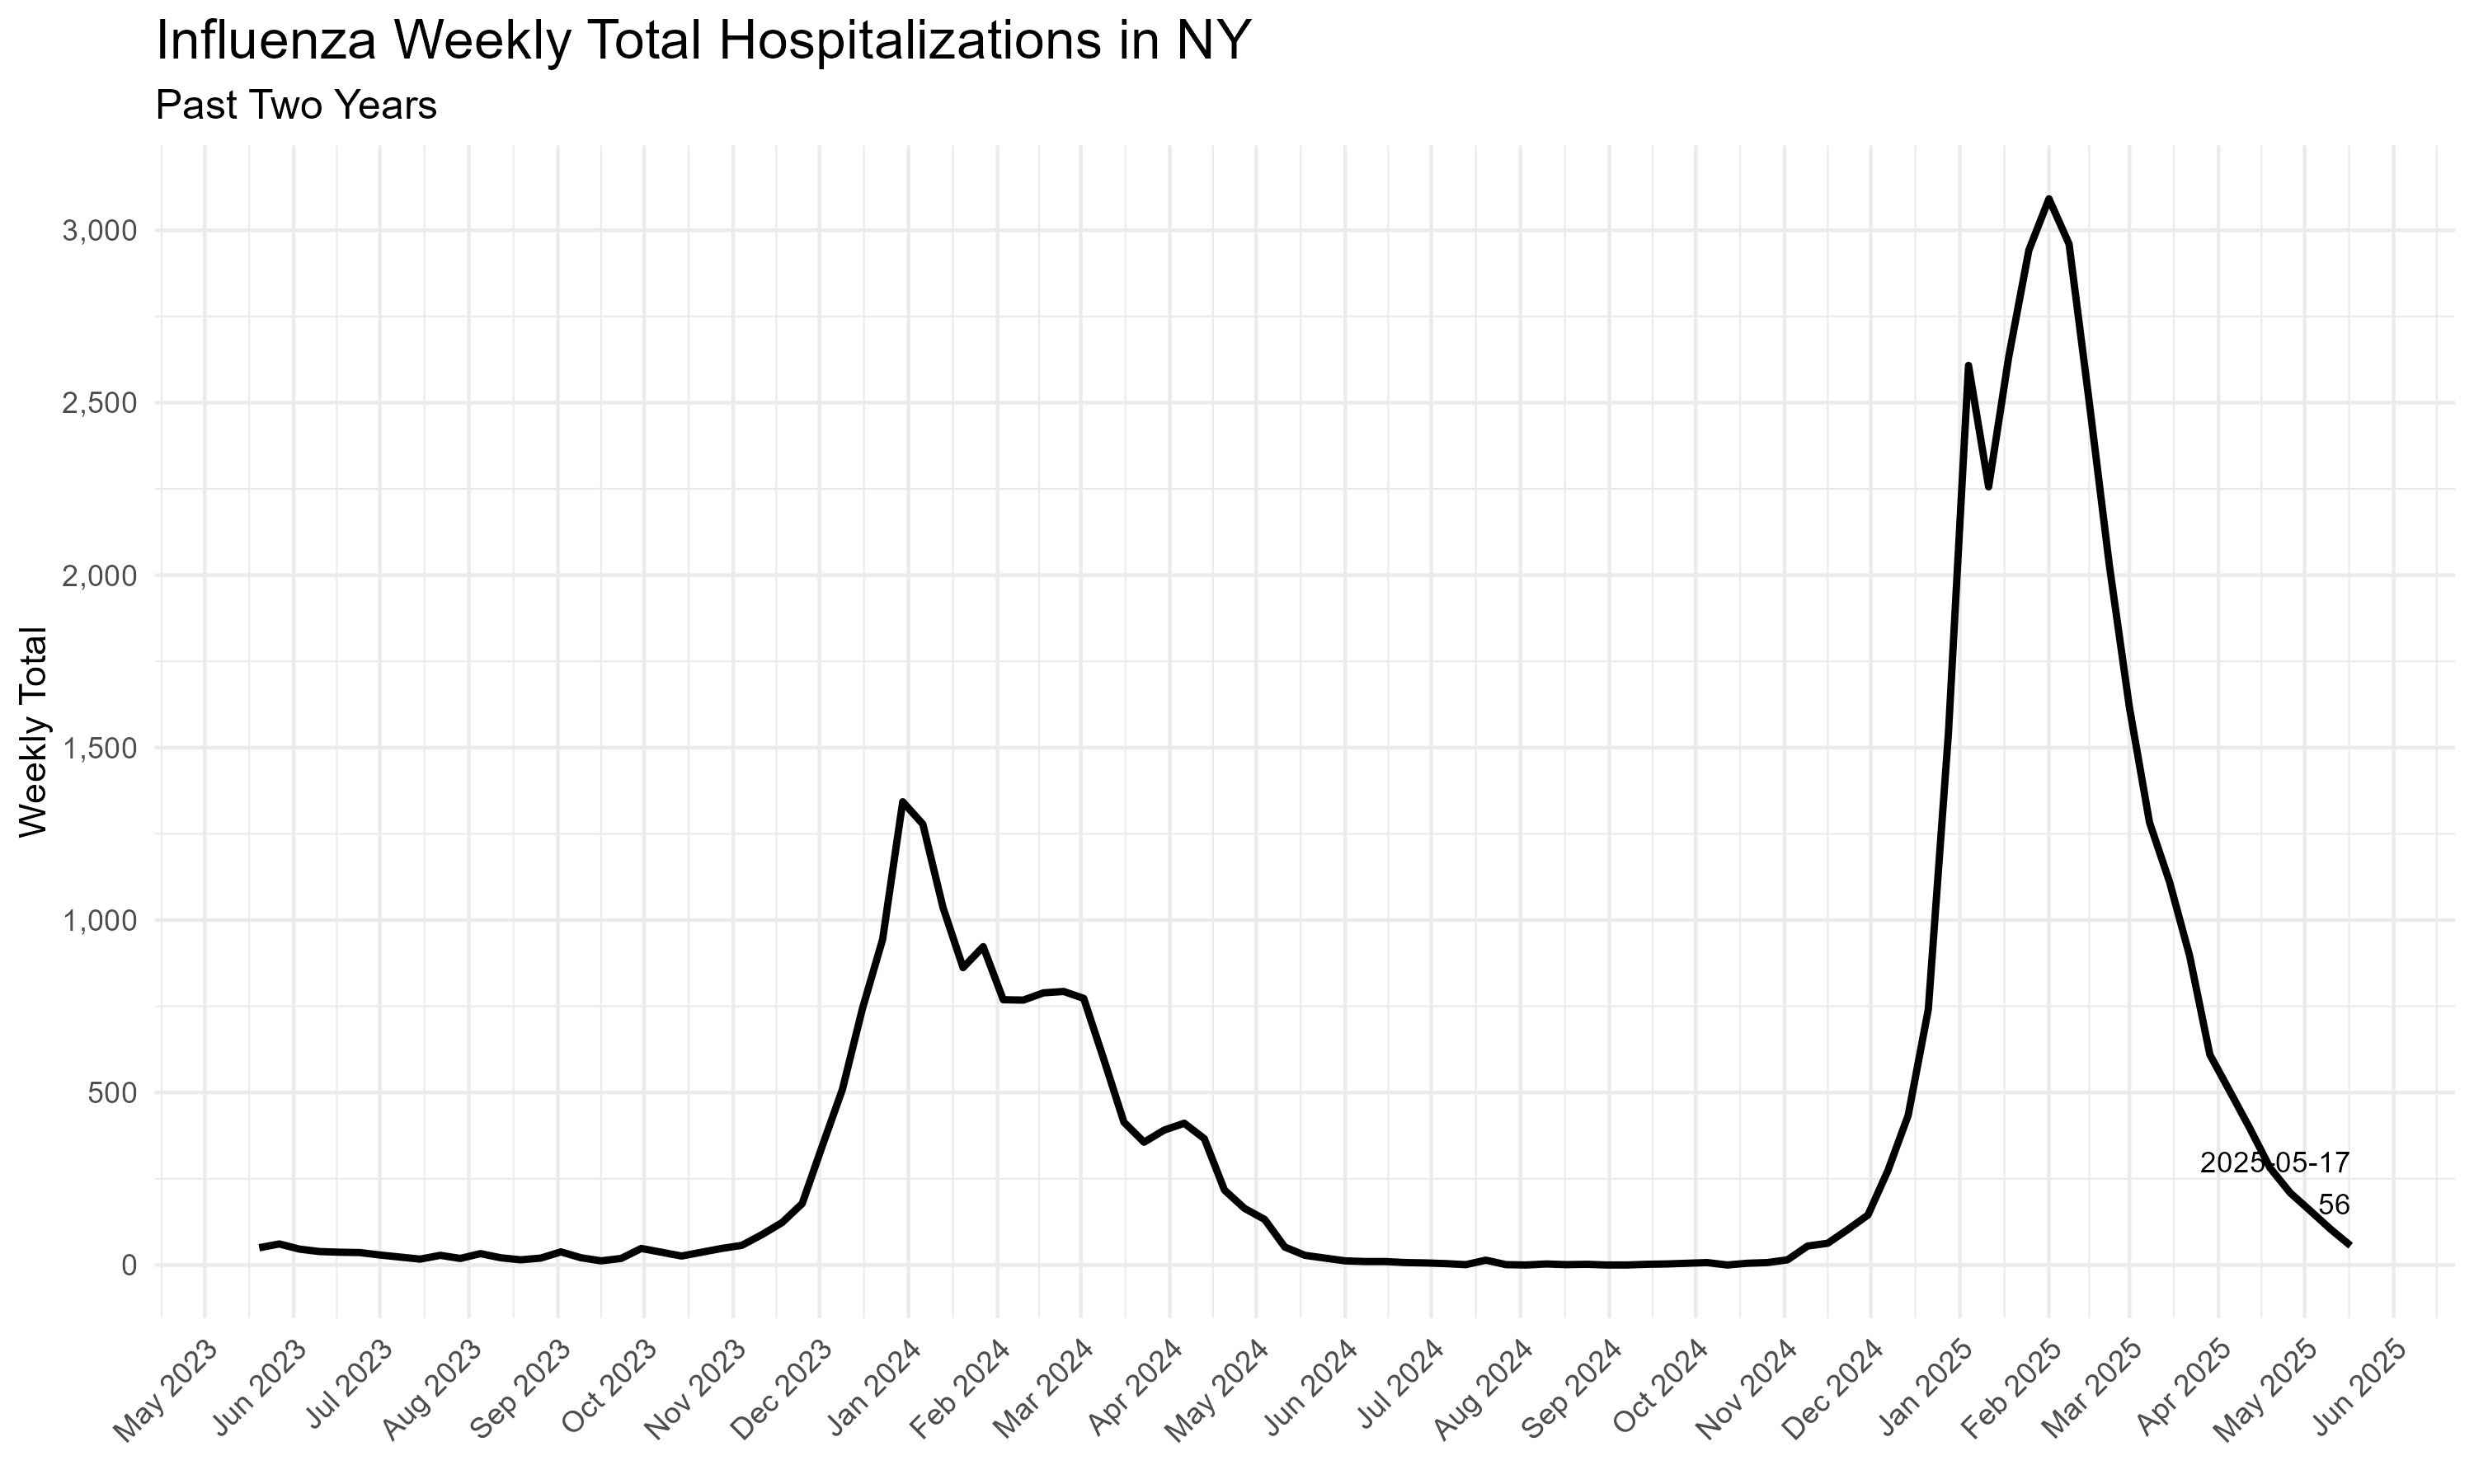 Influenza Weekly Total Hospitalizations in NY
Past Two Years
Weekly Total
3,000
2,500
2,000
1,500
1,000
500
0
2025-05-17
56
May 2023
Jun 2023
Jul 2023
Aug 2023
Sep 2023
Oct 2023
Nov 2023
Dec 2023
Jan 2024
Feb 2024
Mar 2024
Apr 2024
May 2024
Jun 2024
Jul 2024
Aug 2024
Sep 2024
Oct 2024
Nov 2024
Dec 2024
Jan 2025
Feb 2025
Mar 2025
Apr 2025
May 2025
Jun 2025